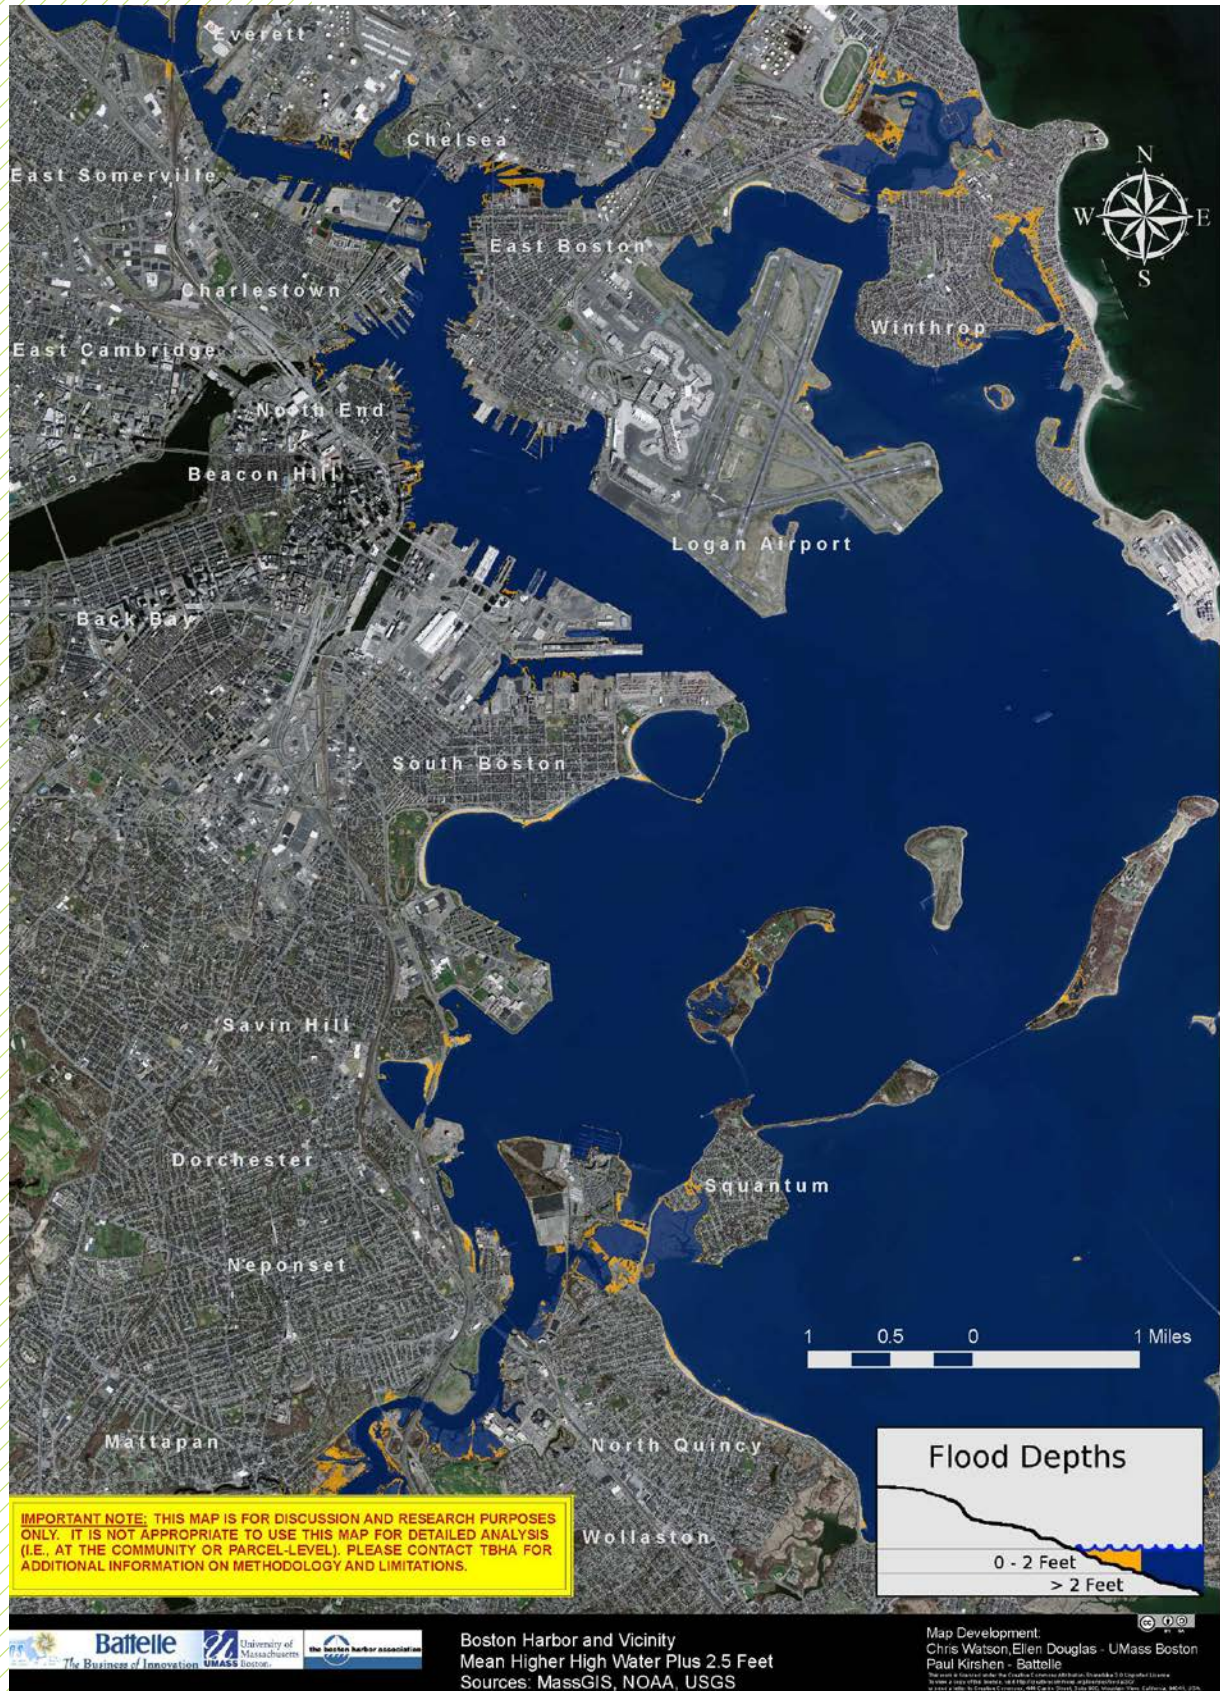 Everett
Chelsea
East Somerville
N
W
E
S
East Boston
Charlestown
Winthrop
East Cambridge
North End
Beacon Hill
Logan Airport
Back Bay
South Boston
Savin Hill
Dorchester
Squantum
Neponset
1 0.5 0 1 Miles
Mattapan
North Quincy
Flood Depths
0 - 2 Feet
> 2 Feet
Wollaston
IMPORTANT NOTE: THIS MAP IS FOR DISCUSSION AND RESEARCH PURPOSES
ONLY. IT IS NOT APPROPRIATE TO USE THIS MAP FOR DETAILED ANALYSIS
(I.E., AT THE COMMUNITY OR PARCEL-LEVEL). PLEASE CONTACT TBHA FOR
ADDITIONAL INFORMATION ON METHODOLOGY AND LIMITATIONS.
Battelle
The Business of Innovation
UMASS
University of
Massachusetts
Boston
the boston harbor association
Boston Harbor and Vicinity
Mean Higher High Water Plus 2.5 Feet
Sources: MassGIS, NOAA, USGS
Map Development:
Chris Watson,Ellen Douglas - UMass Boston
Paul Kirshen - Battelle